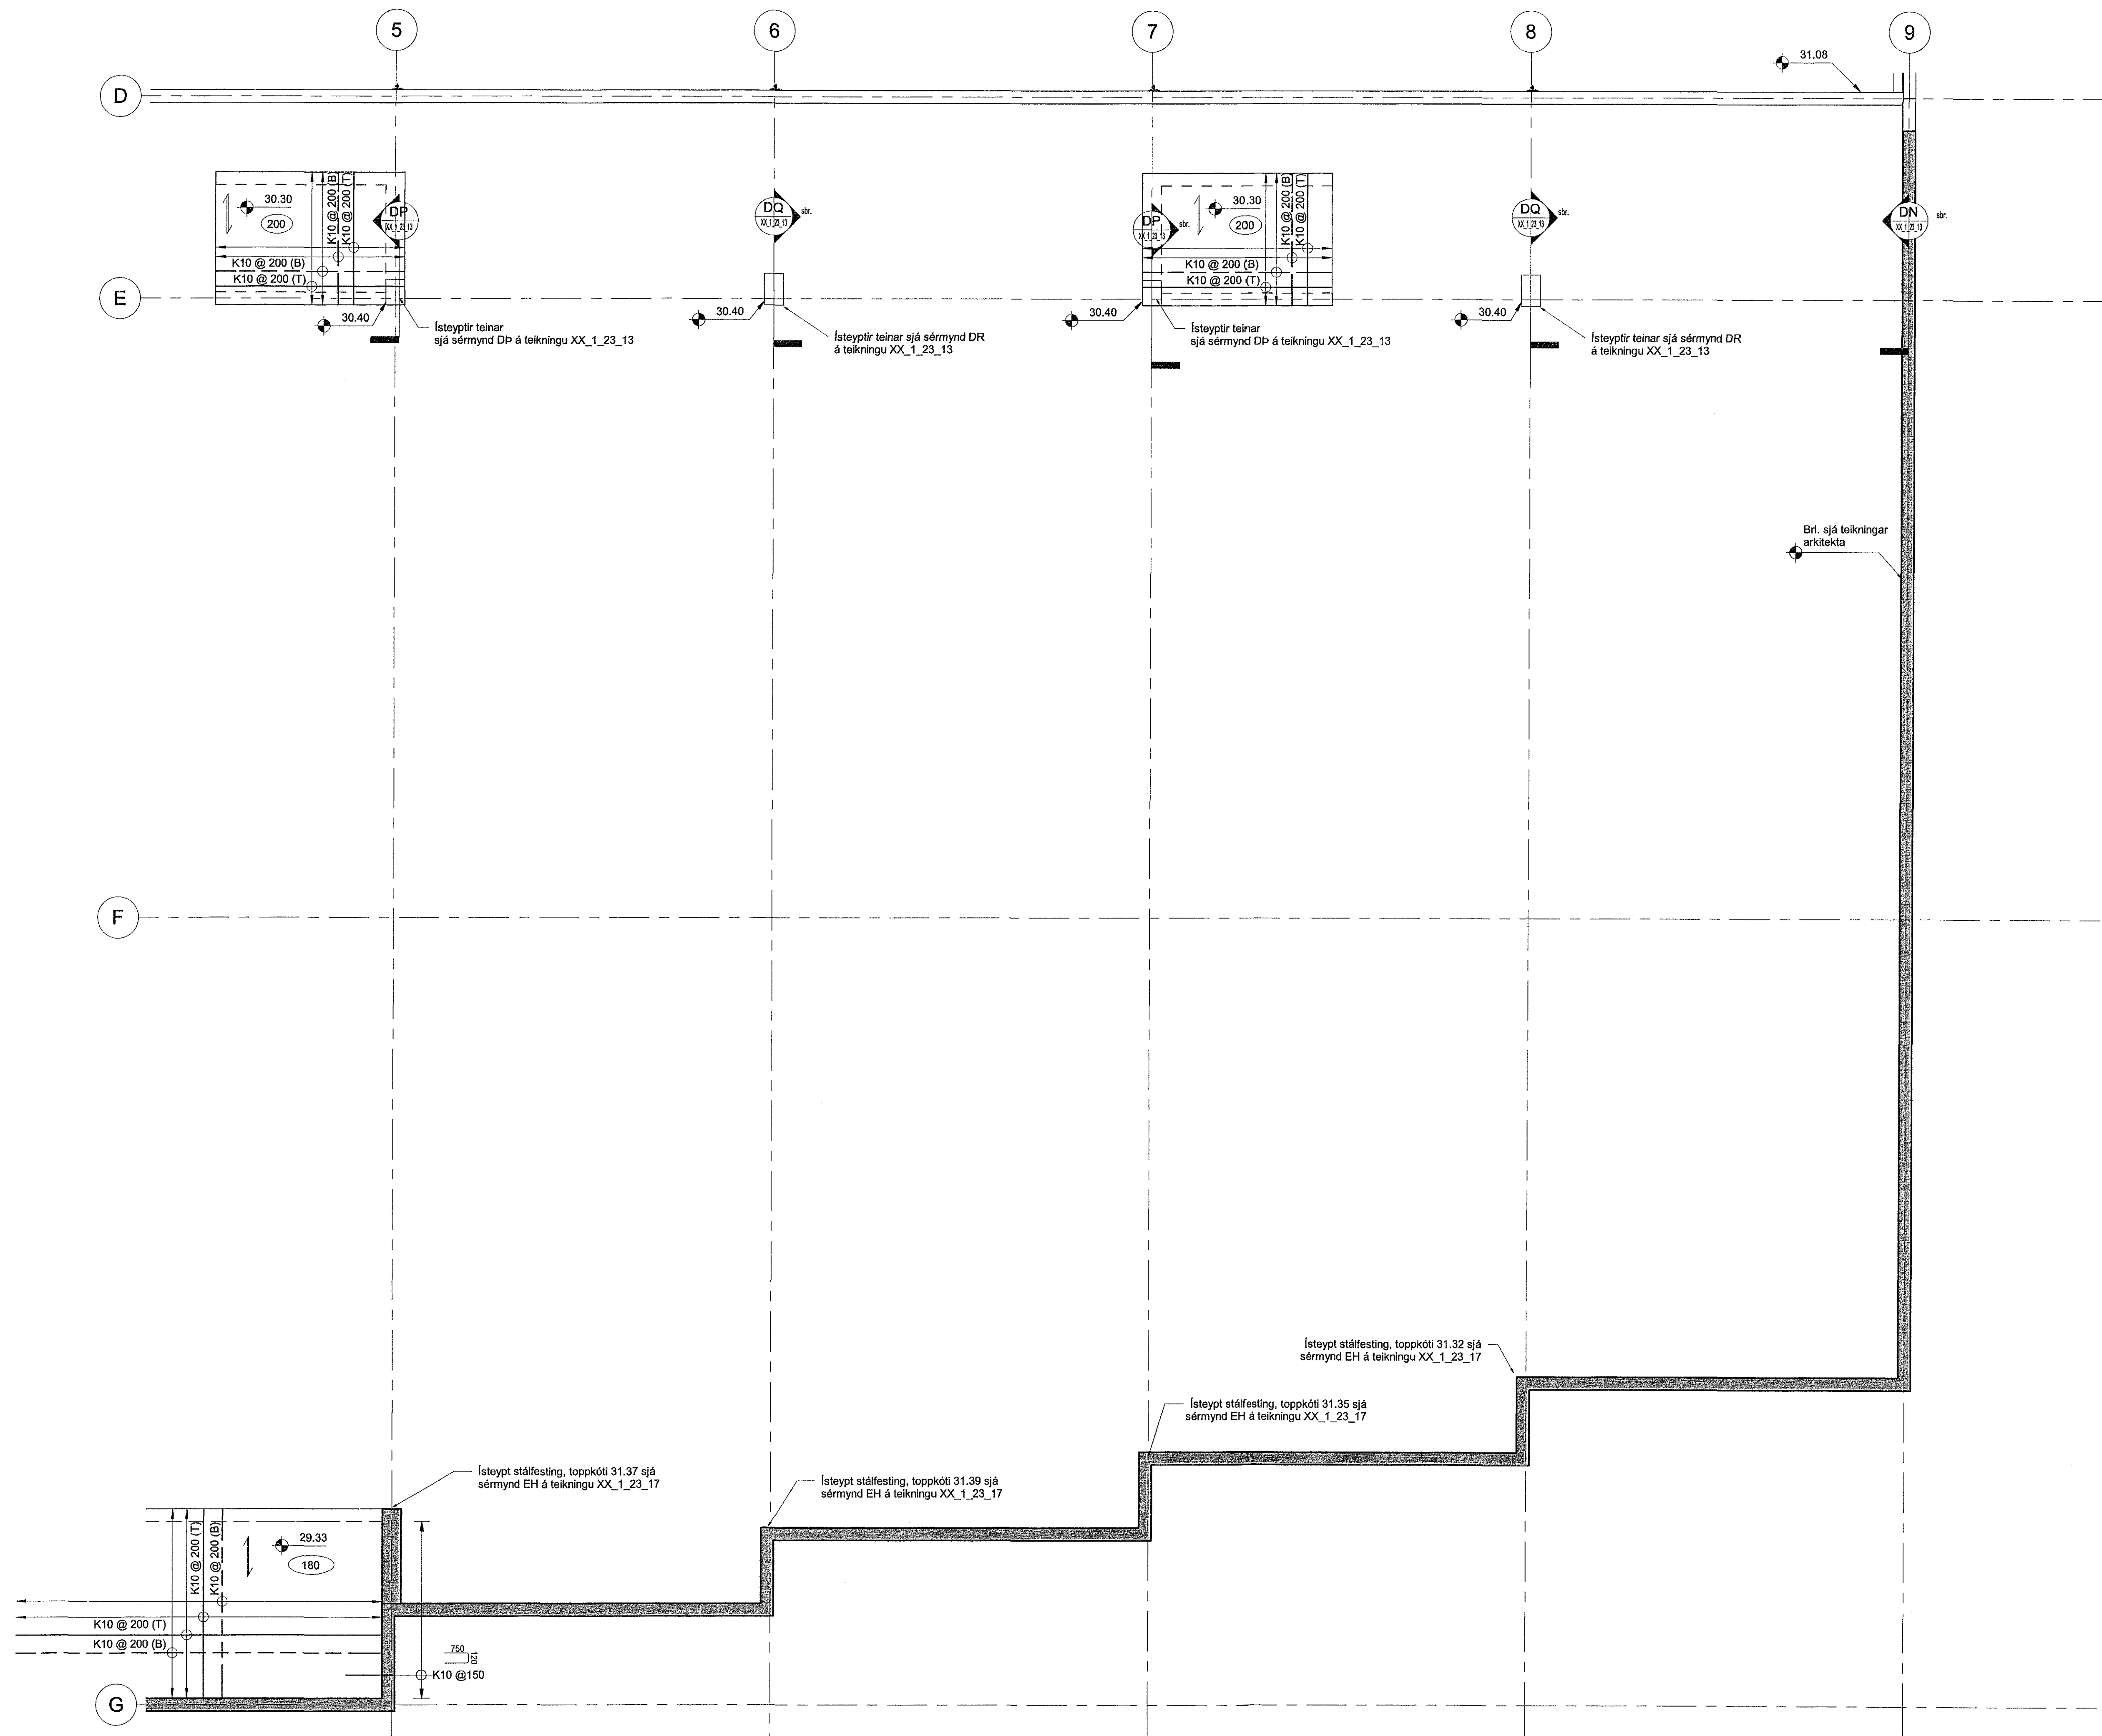 5
6
7
8
9
31.08
D
30.30
200
K10 @ 200 (B)
K10 @ 200 (T)
K10 @ 200 (B)
K10 @ 200 (T)
DP
XX_1_23_13
DQ
XX_1_23_13
sbr.
DP
XX_1_23_13
sbr.
30.30
200
K10 @ 200 (B)
K10 @ 200 (T)
K10 @ 200 (B)
K10 @ 200 (T)
DQ
XX_1_23_13
sbr.
DN
XX_1_23_13
sbr.
E
30.40
Ísteyptir teinar
sjá sérmynd DÞ á teikningu XX_1_23_13
30.40
Ísteyptir teinar sjá sérmynd DR
á teikningu XX_1_23_13
30.40
Ísteyptir teinar
sjá sérmynd DÞ á teikningu XX_1_23_13
30.40
Ísteyptir teinar sjá sérmynd DR
á teikningu XX_1_23_13
Brl. sjá teikningar
arkitekta
F
Ísteypt stálfesting, toppkóti 31.32 sjá
sérmynd EH á teikningu XX_1_23_17
Ísteypt stálfesting, toppkóti 31.35 sjá
sérmynd EH á teikningu XX_1_23_17
Ísteypt stálfesting, toppkóti 31.37 sjá
sérmynd EH á teikningu XX_1_23_17
Ísteypt stálfesting, toppkóti 31.39 sjá
sérmynd EH á teikningu XX_1_23_17
K10 @ 200 (T)
K10 @ 200 (B)
29.33
180
K10 @ 200 (T)
K10 @ 200 (B)
750
120
K10 @150
G